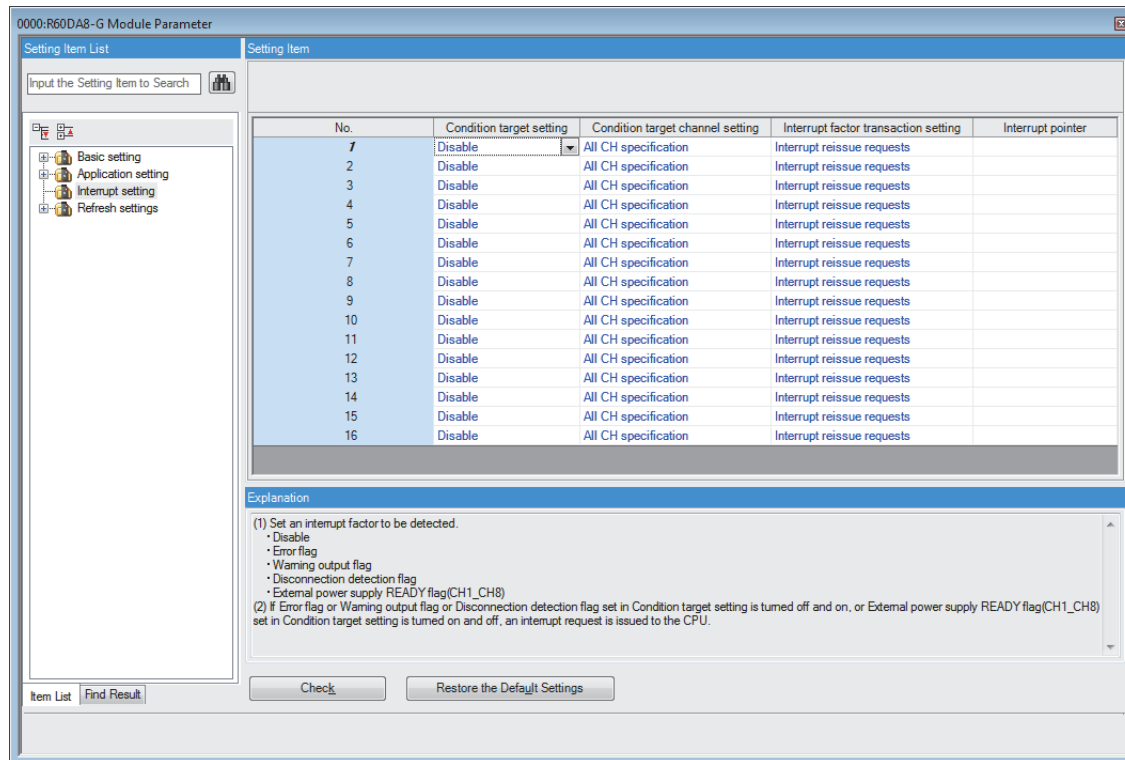 0000:R60DA8-G Module Parameter
Setting Item List
Setting Item
Input the Setting Item to Search
Basic setting
Application setting
Interrupt setting
Refresh settings
No. Condition target setting Condition target channel setting Interrupt factor transaction setting Interrupt pointer
1 Disable All CH specification Interrupt reissue requests
2 Disable All CH specification Interrupt reissue requests
3 Disable All CH specification Interrupt reissue requests
4 Disable All CH specification Interrupt reissue requests
5 Disable All CH specification Interrupt reissue requests
6 Disable All CH specification Interrupt reissue requests
7 Disable All CH specification Interrupt reissue requests
8 Disable All CH specification Interrupt reissue requests
9 Disable All CH specification Interrupt reissue requests
10 Disable All CH specification Interrupt reissue requests
11 Disable All CH specification Interrupt reissue requests
12 Disable All CH specification Interrupt reissue requests
13 Disable All CH specification Interrupt reissue requests
14 Disable All CH specification Interrupt reissue requests
15 Disable All CH specification Interrupt reissue requests
16 Disable All CH specification Interrupt reissue requests
Explanation
(1) Set an interrupt factor to be detected.
・Disable
・Error flag
・Warning output flag
・Disconnection detection flag
・External power supply READY flag(CH1_CH8)
(2) If Error flag or Warning output flag or Disconnection detection flag set in Condition target setting is turned off and on, or External power supply READY flag(CH1_CH8)
set in Condition target setting is turned on and off, an interrupt request is issued to the CPU.
Item List
Find Result
Check
Restore the Default Settings